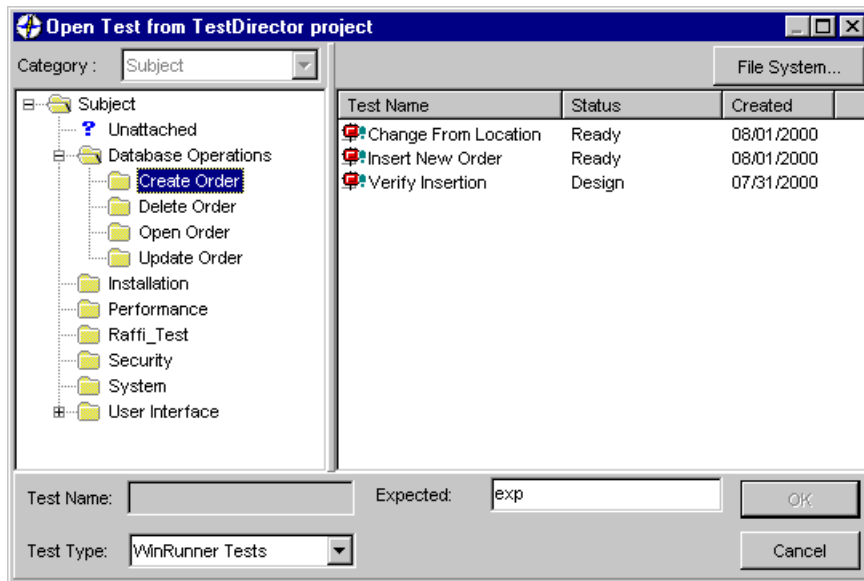 Open Test from TestDirector project
Category : Subject
File System...
Subject
? Unattached
Database Operations
Create Order
Delete Order
Open Order
Update Order
Installation
Performance
Raffi_Test
Security
System
User Interface
Test Name Status Created
Change From Location Ready 08/01/2000
Insert New Order Ready 08/01/2000
Verify Insertion Design 07/31/2000
Test Name:
Expected: exp
OK
Test Type: WinRunner Tests
Cancel